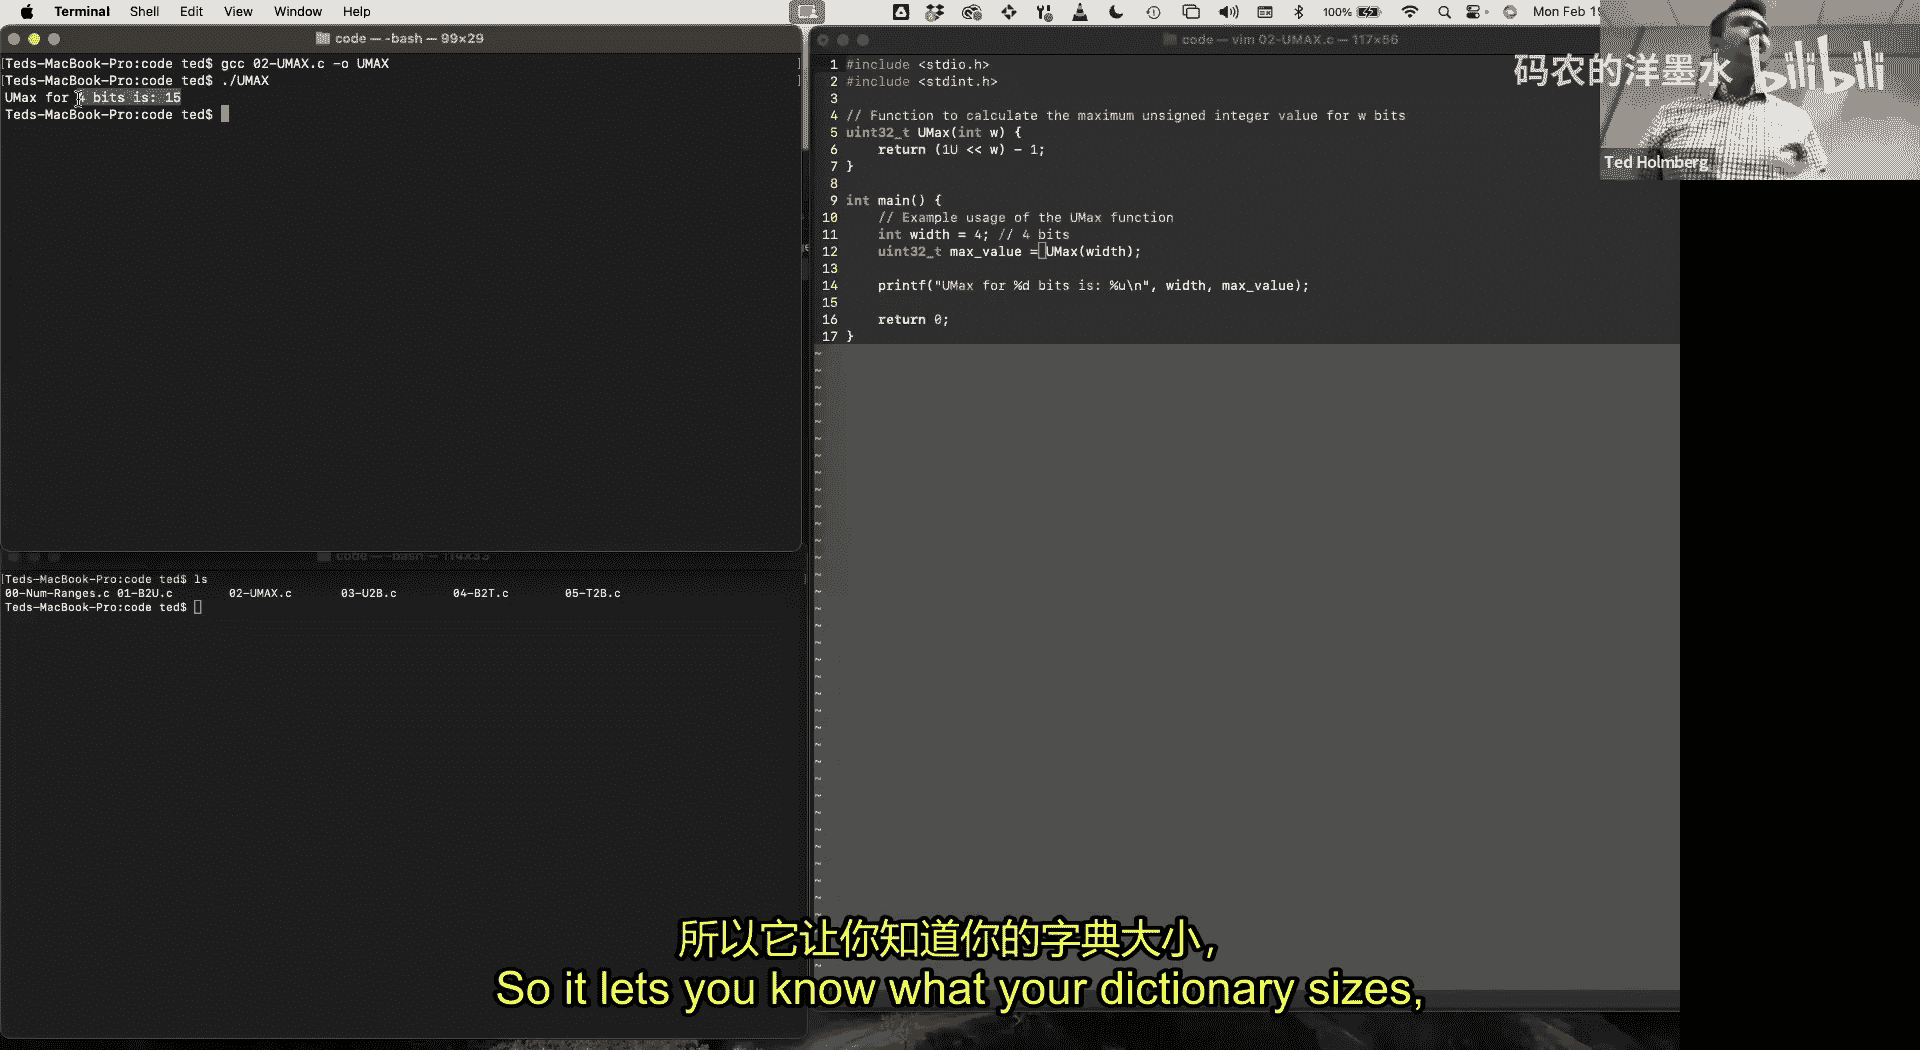 Terminal Shell Edit View Window Help
100%
Mon Feb 19
code — -bash — 99×29
Teds-MacBook-Pro:code ted$ gcc 02-UMAX.c -o UMAX
Teds-MacBook-Pro:code ted$ ./UMAX
UMax for 4 bits is: 15
Teds-MacBook-Pro:code ted$
code — -bash — 114×33
Teds-MacBook-Pro:code ted$ ls
00-Num-Ranges.c 01-B2U.c 02-UMAX.c 03-U2B.c 04-B2T.c 05-T2B.c
Teds-MacBook-Pro:code ted$
code — vim 02-UMAX.c — 117×56
1 #include <stdio.h>
2 #include <stdint.h>
3
4 // Function to calculate the maximum unsigned integer value for w bits
5 uint32_t UMax(int w) {
6 return (1U << w) - 1;
7 }
8
9 int main() {
10 // Example usage of the UMax function
11 int width = 4; // 4 bits
12 uint32_t max_value = UMax(width);
13
14 printf("UMax for %d bits is: %u\n", width, max_value);
15
16 return 0;
17 }
码农的洋墨水 bilibili
Ted Holmberg
所以它让你知道你的字典大小，
So it lets you know what your dictionary sizes,